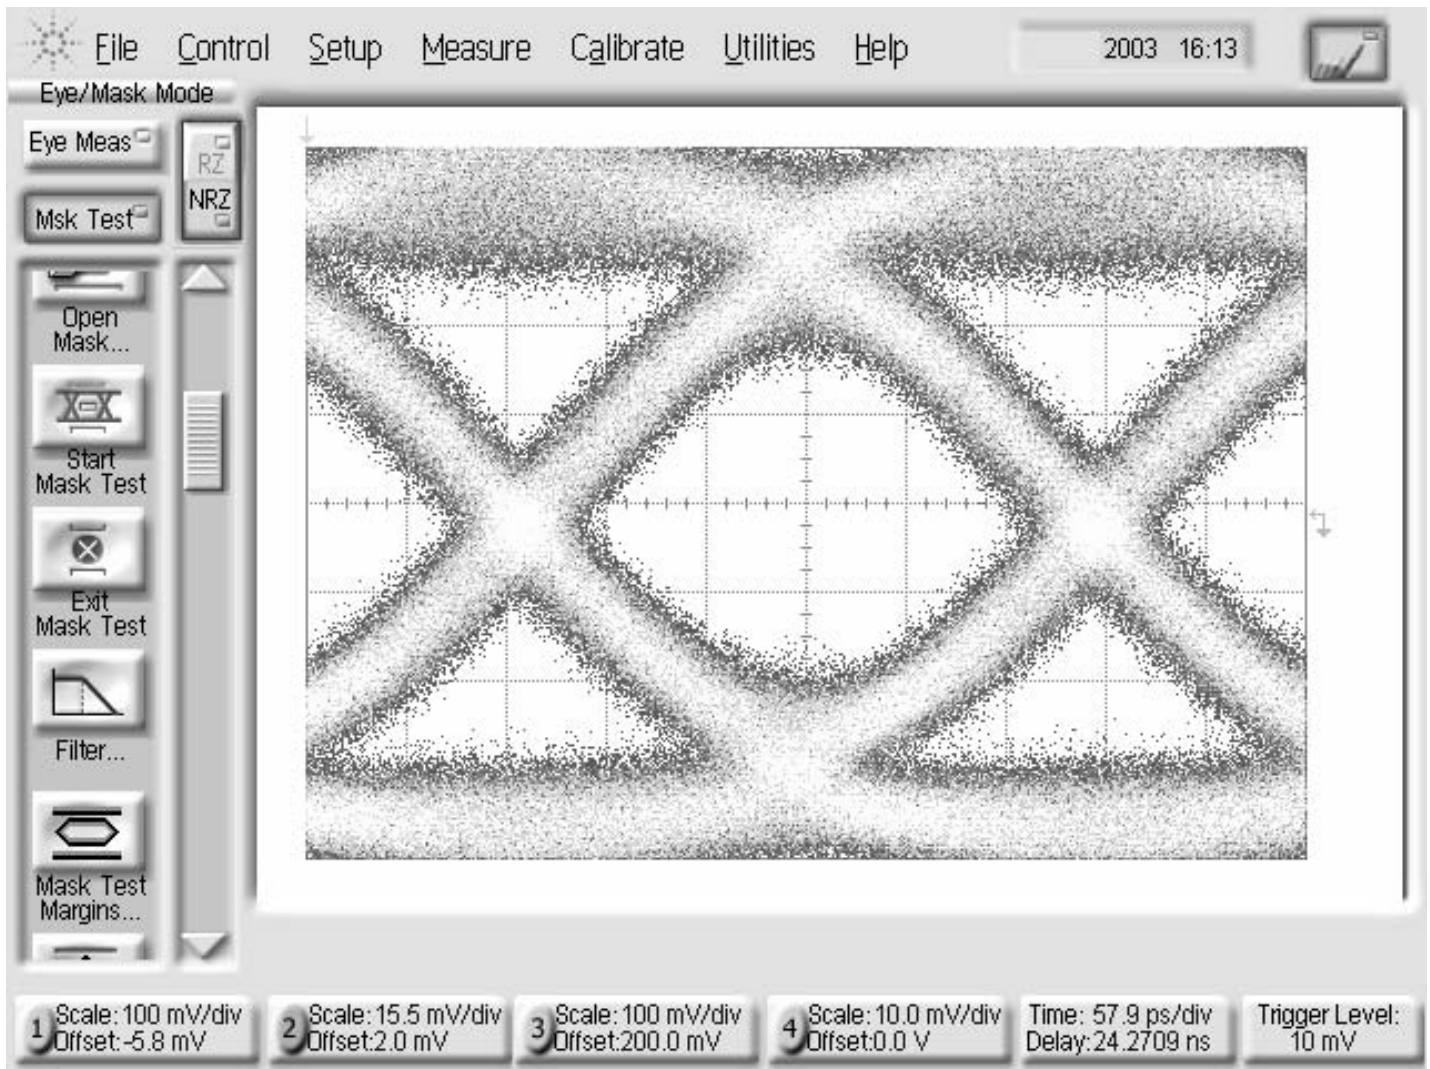 File Control Setup Measure Calibrate Utilities Help 2003 16:13
Eye/Mask Mode
Eye Meas
RZ
NRZ
Msk Test
Open
Mask...
Start
Mask Test
Exit
Mask Test
Filter...
Mask Test
Margins...
1 Scale: 100 mV/div
Offset: -5.8 mV
2 Scale: 15.5 mV/div
Offset: 2.0 mV
3 Scale: 100 mV/div
Offset: 200.0 mV
4 Scale: 10.0 mV/div
Offset: 0.0 V
Time: 57.9 ps/div
Delay: 24.2709 ns
Trigger Level:
10 mV